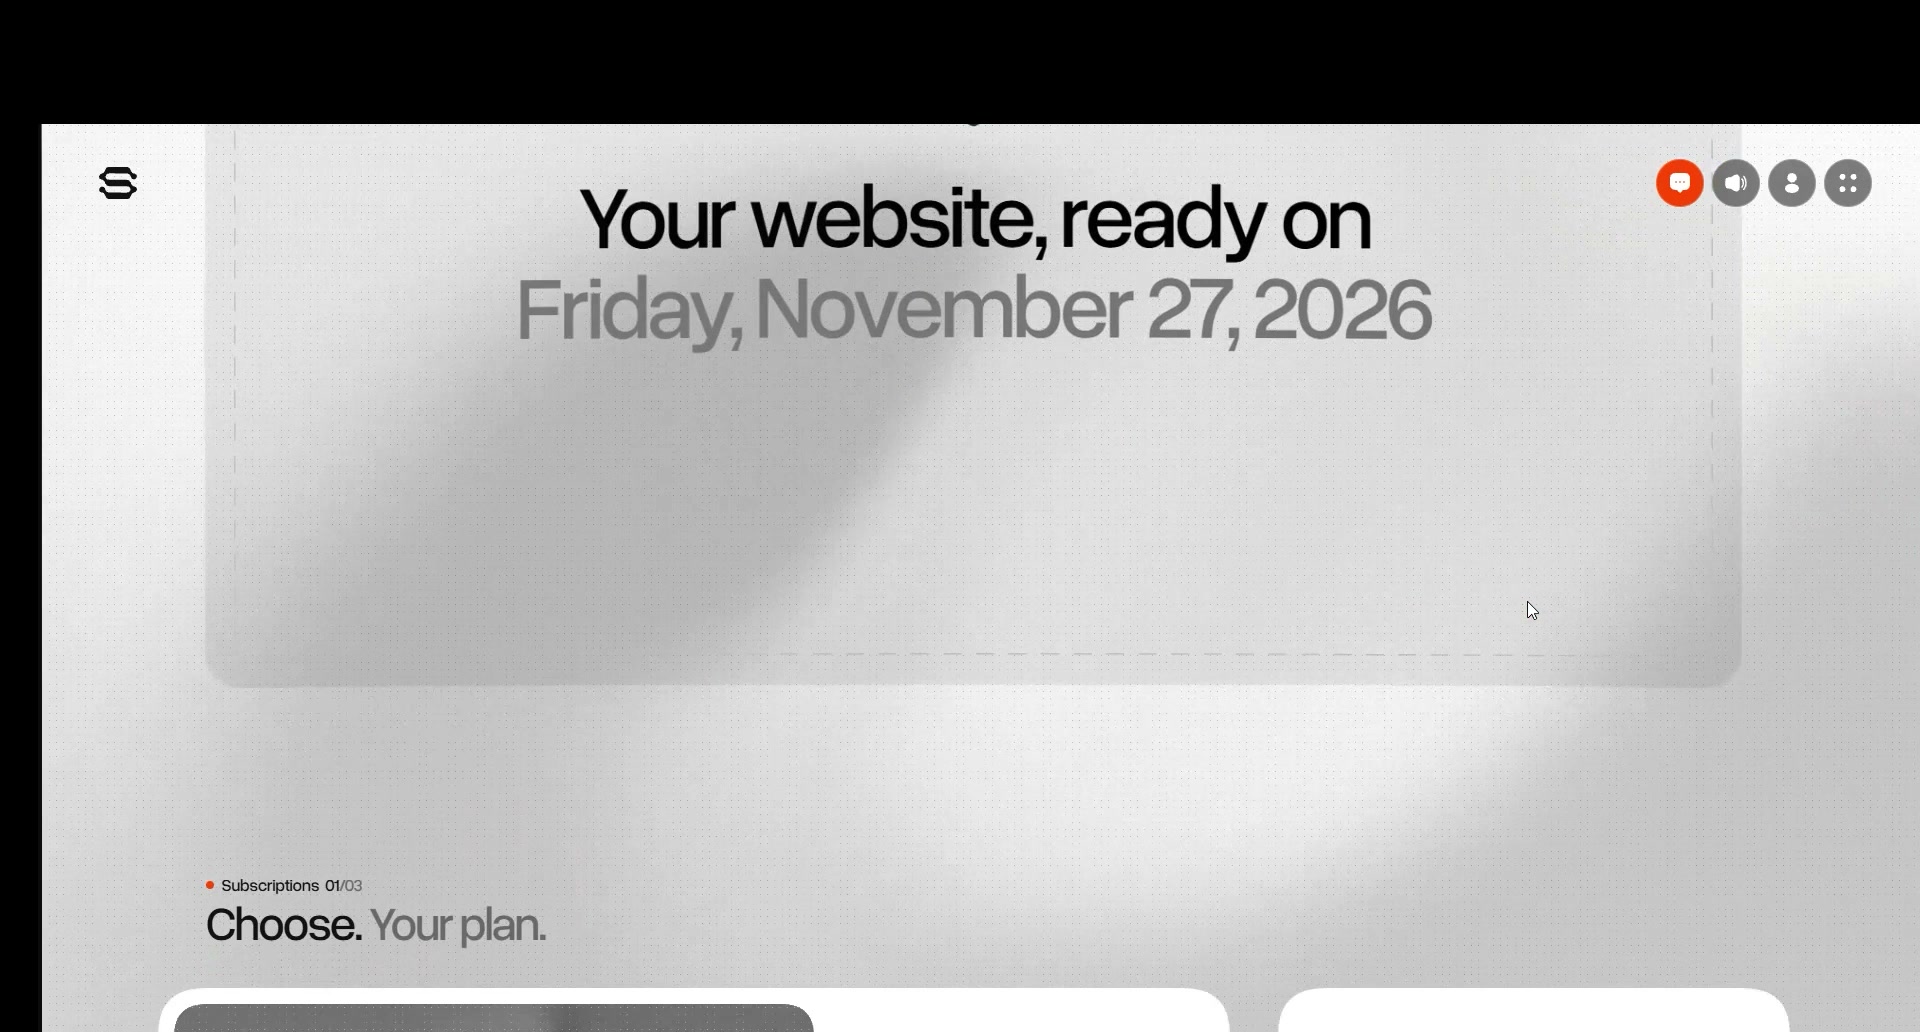 Your website, ready on
Friday, November 27, 2026
Subscriptions 01/03
Choose. Your plan.